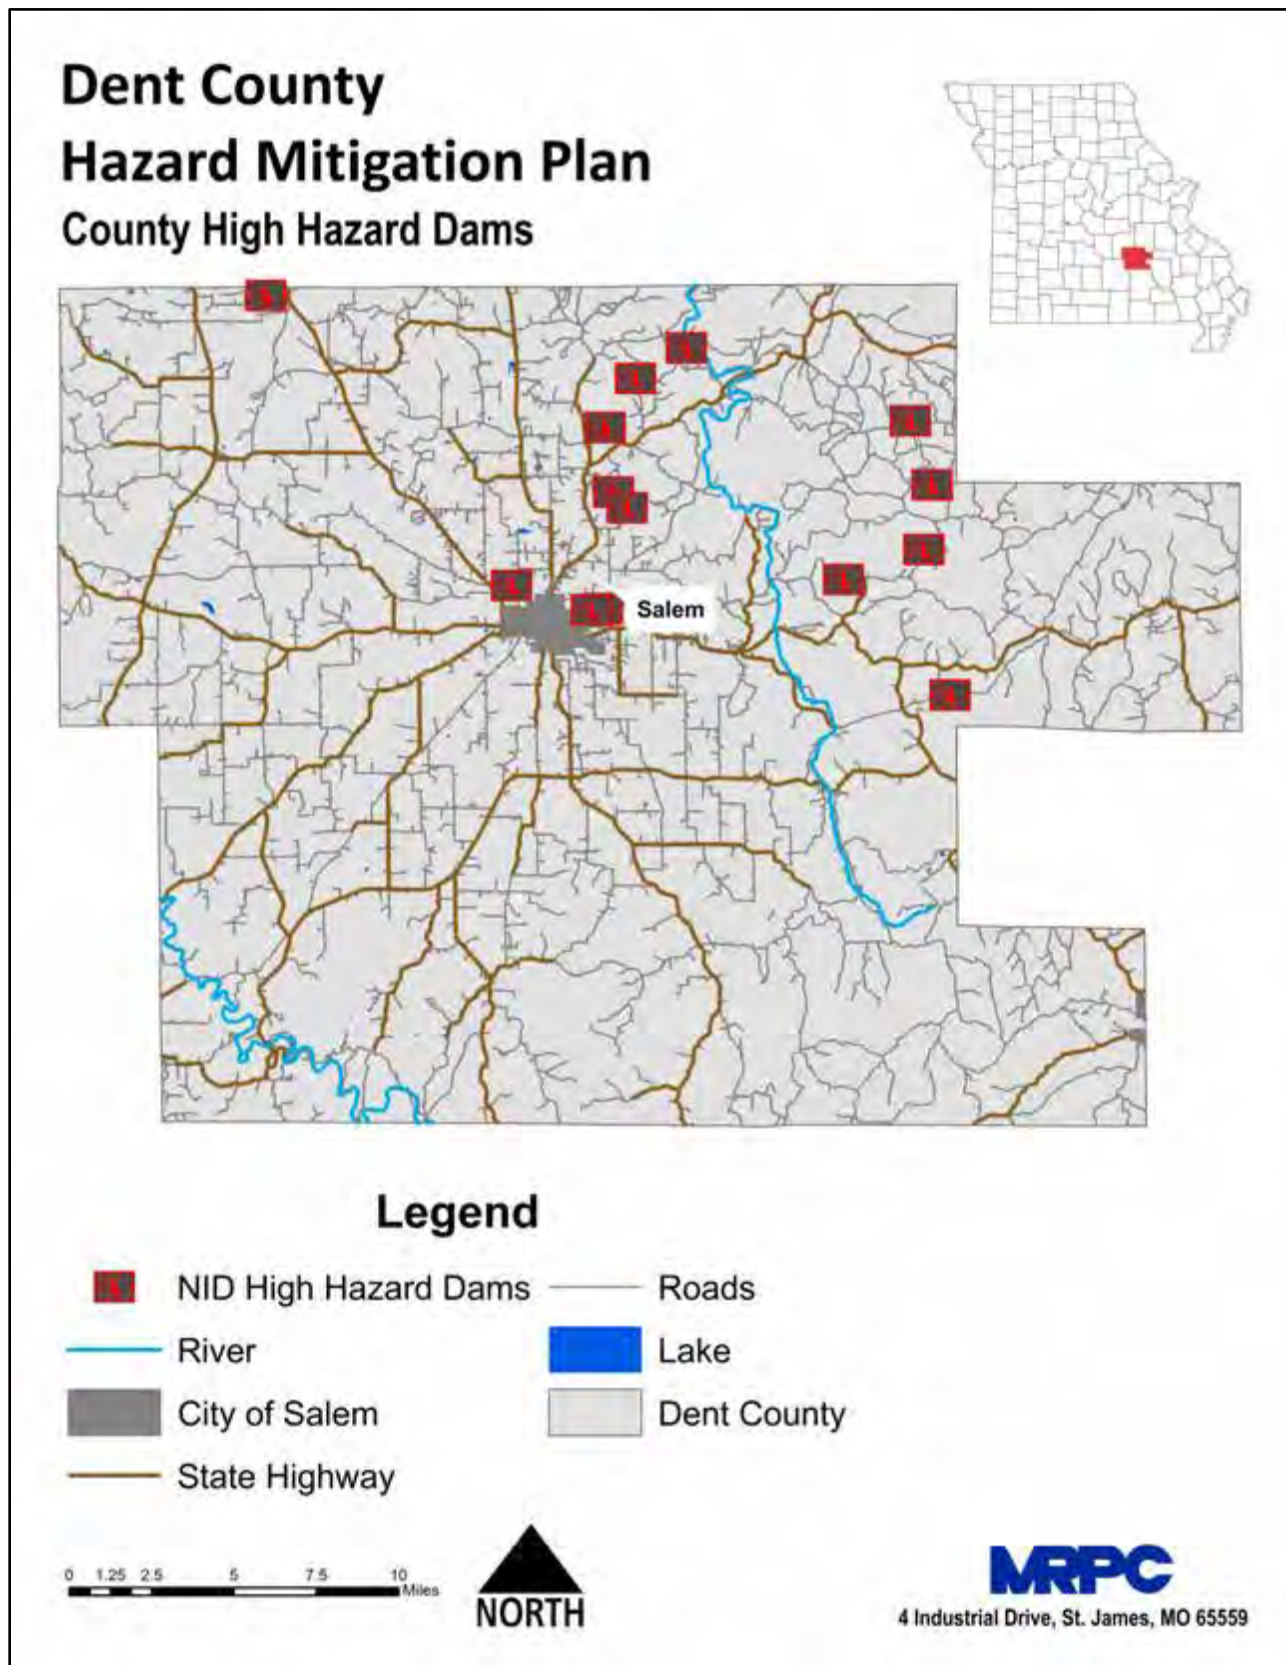 Dent County
Hazard Mitigation Plan
County High Hazard Dams
Salem
Legend
NID High Hazard Dams
Roads
River
Lake
City of Salem
Dent County
State Highway
0 1.25 2.5 5 7.5 10
Miles
NORTH
MRPC
4 Industrial Drive, St. James, MO 65559